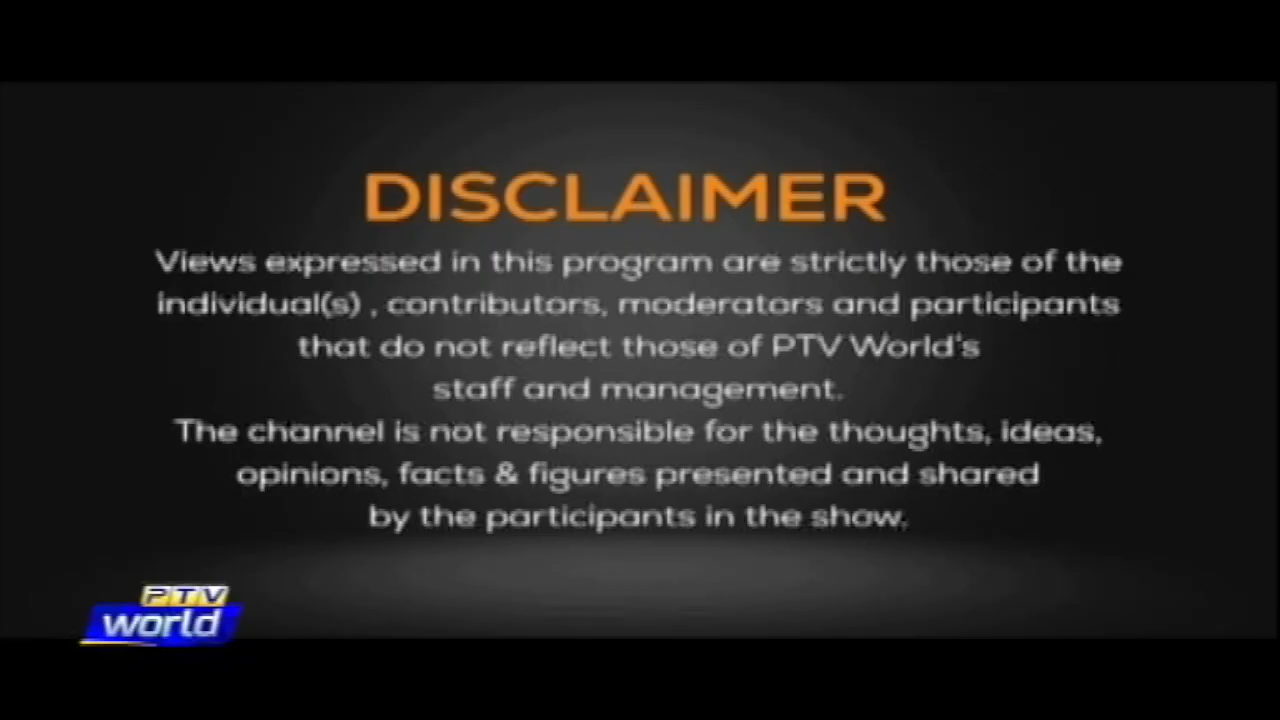 DISCLAIMER
Views expressed in this program are strictly those of the
individual(s) , contributors, moderators and participants
that do not reflect those of PTV World's
staff and management.
The channel is not responsible for the thoughts, ideas,
opinions, facts & figures presented and shared
by the participants in the show.
PTV
world